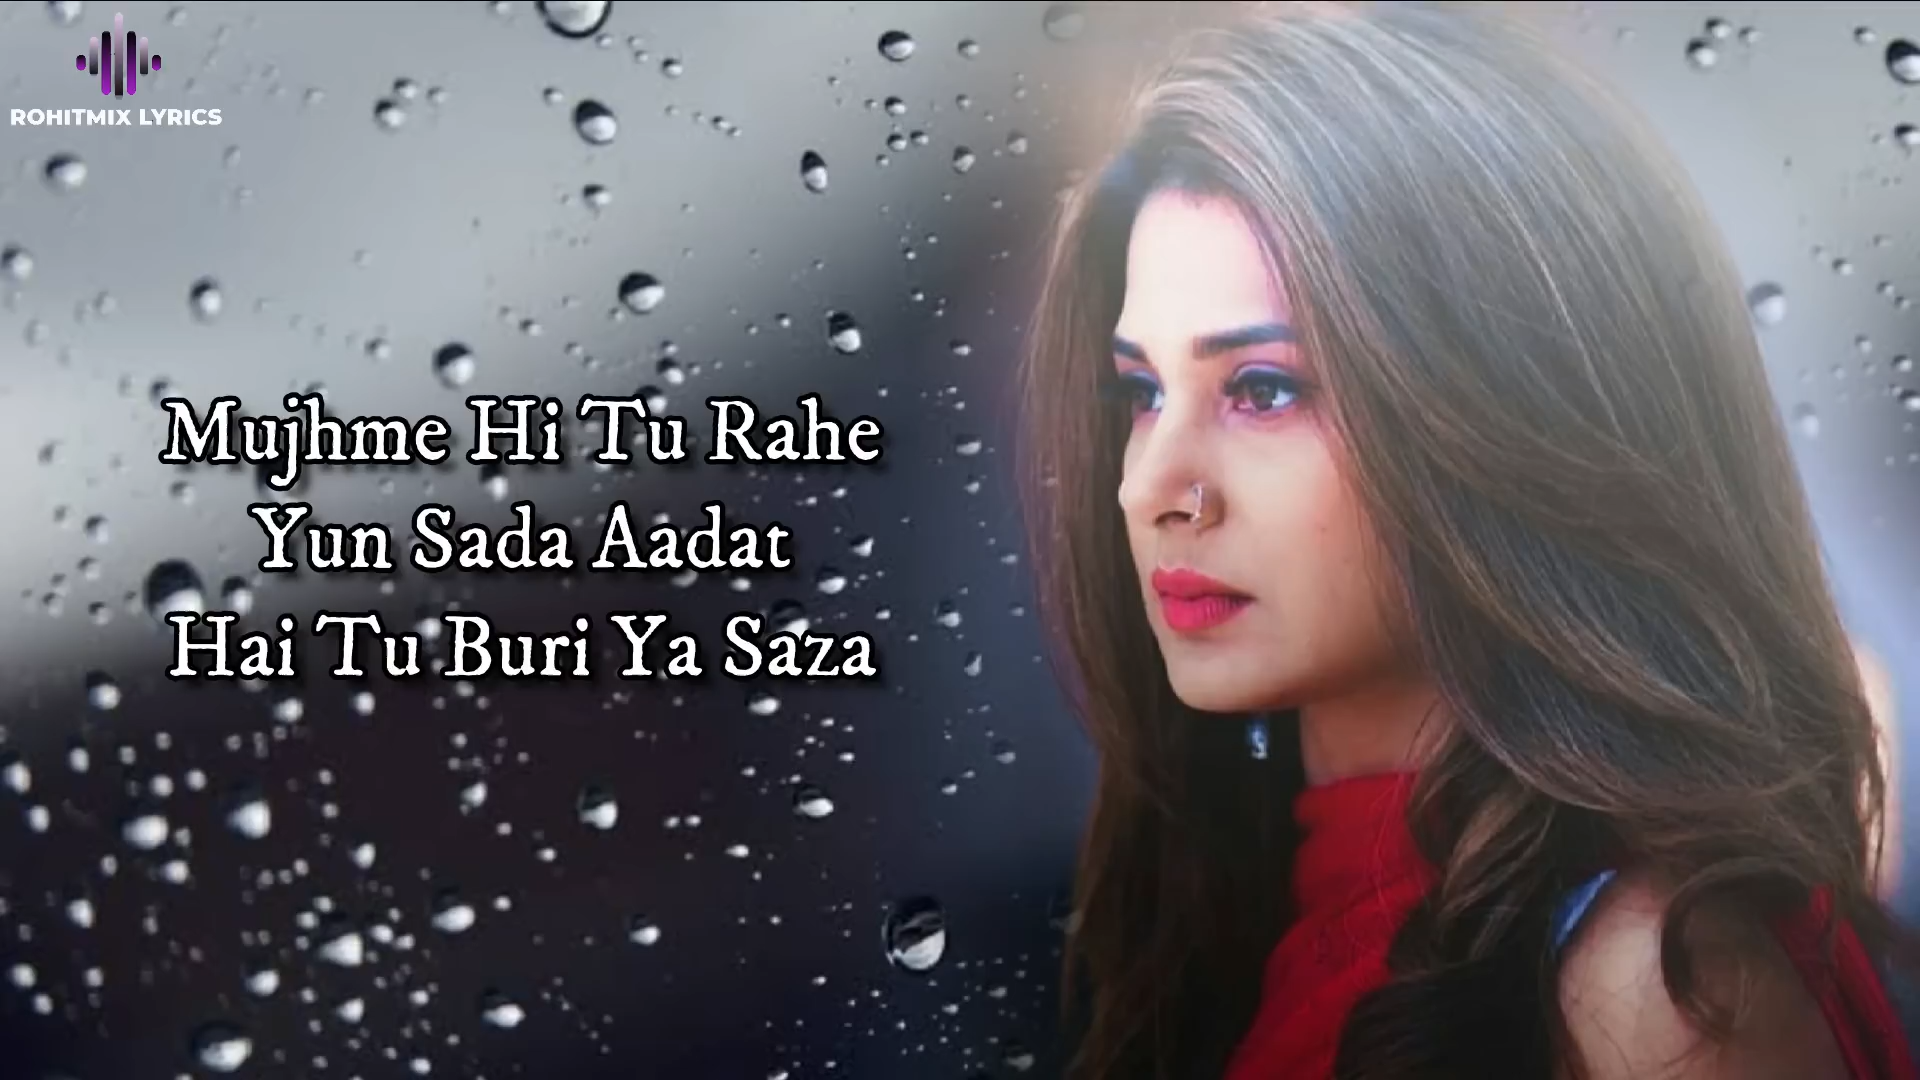 ROHITMIX LYRICS
Mujhme Hi Tu Rahe
Yun Sada Aadat
Hai Tu Buri Ya Saza